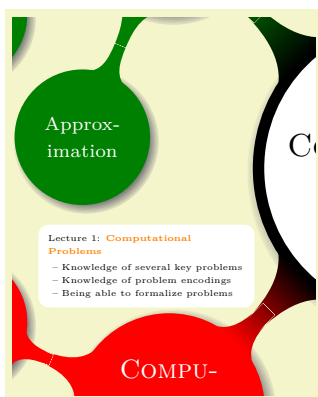 Approx-
imation
Co
Lecture 1: Computational
Problems
– Knowledge of several key problems
– Knowledge of problem encodings
– Being able to formalize problems
Compu-